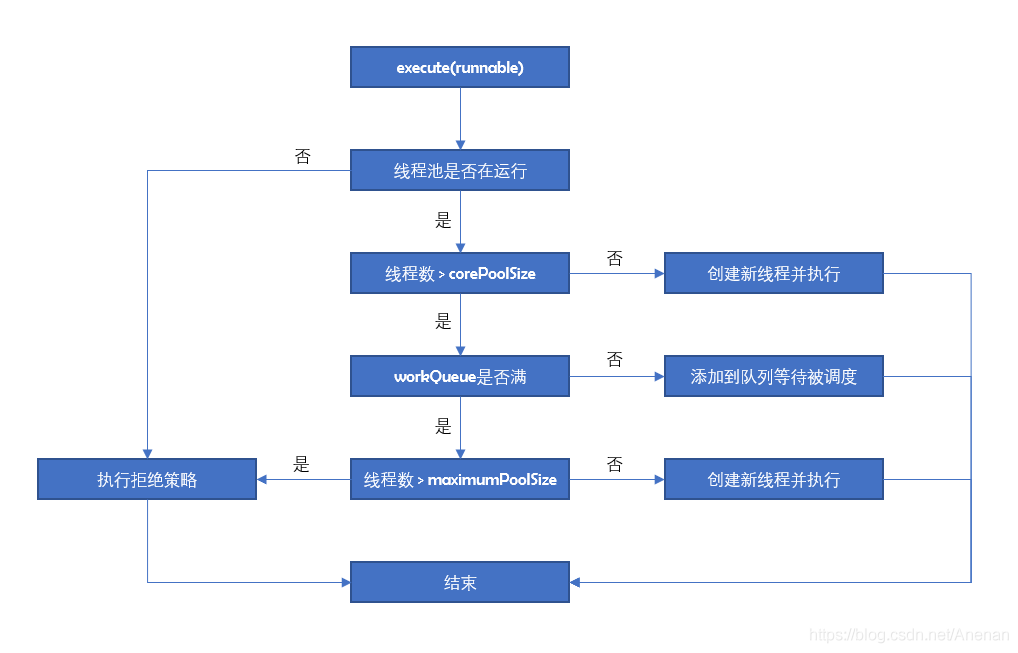 execute(runnable)
否
线程池是否在运行
是
线程数 > corePoolSize
否
创建新线程并执行
是
workQueue是否满
否
添加到队列等待被调度
是
执行拒绝策略
是
线程数 > maximumPoolSize
否
创建新线程并执行
结束
https://blog.csdn.net/Anenan